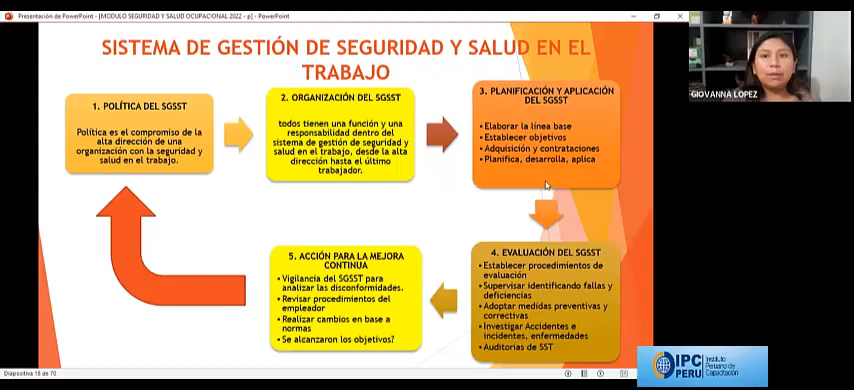 Presentación de PowerPoint - [MODULO SEGURIDAD Y SALUD OCUPACIONAL 2022 - p] - PowerPoint
SISTEMA DE GESTIÓN DE SEGURIDAD Y SALUD EN EL
TRABAJO
1. POLÍTICA DEL SGSST
Política es el compromiso de la
alta dirección de una
organización con la seguridad y
salud en el trabajo.
2. ORGANIZACIÓN DEL SGSST
todos tienen una función y una
responsabilidad dentro del
sistema de gestión de seguridad y
salud en el trabajo, desde la alta
dirección hasta el último
trabajador.
3. PLANIFICACIÓN Y APLICACIÓN
DEL SGSST
• Elaborar la línea base
• Establecer objetivos
• Adquisición y contrataciones
• Planifica, desarrolla, aplica
4. EVALUACIÓN DEL SGSST
• Establecer procedimientos de
evaluación
• Supervisar identificando fallas y
deficiencias
• Adoptar medidas preventivas y
correctivas
• Investigar Accidentes e
incidentes, enfermedades
• Auditorias de SST
5. ACCIÓN PARA LA MEJORA
CONTINUA
• Vigilancia del SGSST para
analizar las disconformidades.
• Revisar procedimientos del
empleador
• Realizar cambios en base a
normas
• Se alcanzaron los objetivos?
Diapositiva 18 de 70
GIOVANNA LOPEZ
IPC
PERU
Instituto
Peruano de
Capacitación